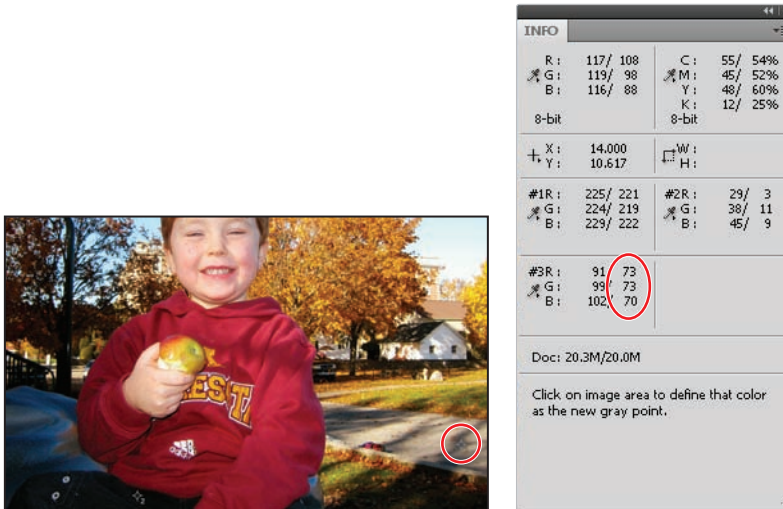 INFO
R: 117/ 108 C: 55/ 54%
G: 119/ 98 M: 45/ 52%
B: 116/ 88 Y: 48/ 60%
K: 12/ 25%
8-bit 8-bit
X: 14.000 W:
Y: 10.617 H:
#1R: 225/ 221 #2R: 29/ 3
G: 224/ 219 G: 38/ 11
B: 229/ 222 B: 45/ 9
#3R: 91/ 73
G: 99/ 73
B: 102/ 70
Doc: 20.3M/20.0M
Click on image area to define that color
as the new gray point.
adidas